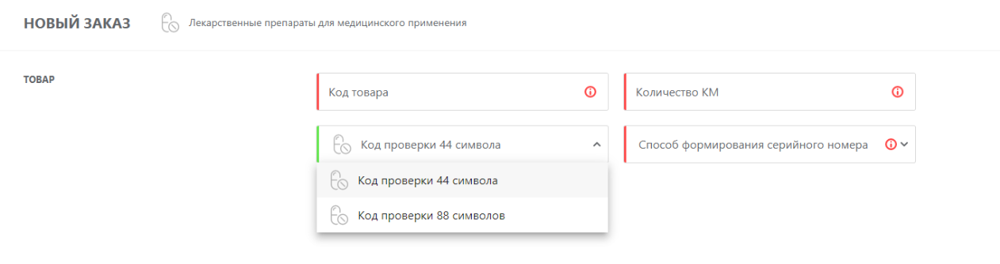 НОВЫЙ ЗАКАЗ Лекарственные препараты для медицинского применения
ТОВАР
Код товара
Количество КМ
Код проверки 44 символа
Способ формирования серийного номера
Код проверки 44 символа
Код проверки 88 символов